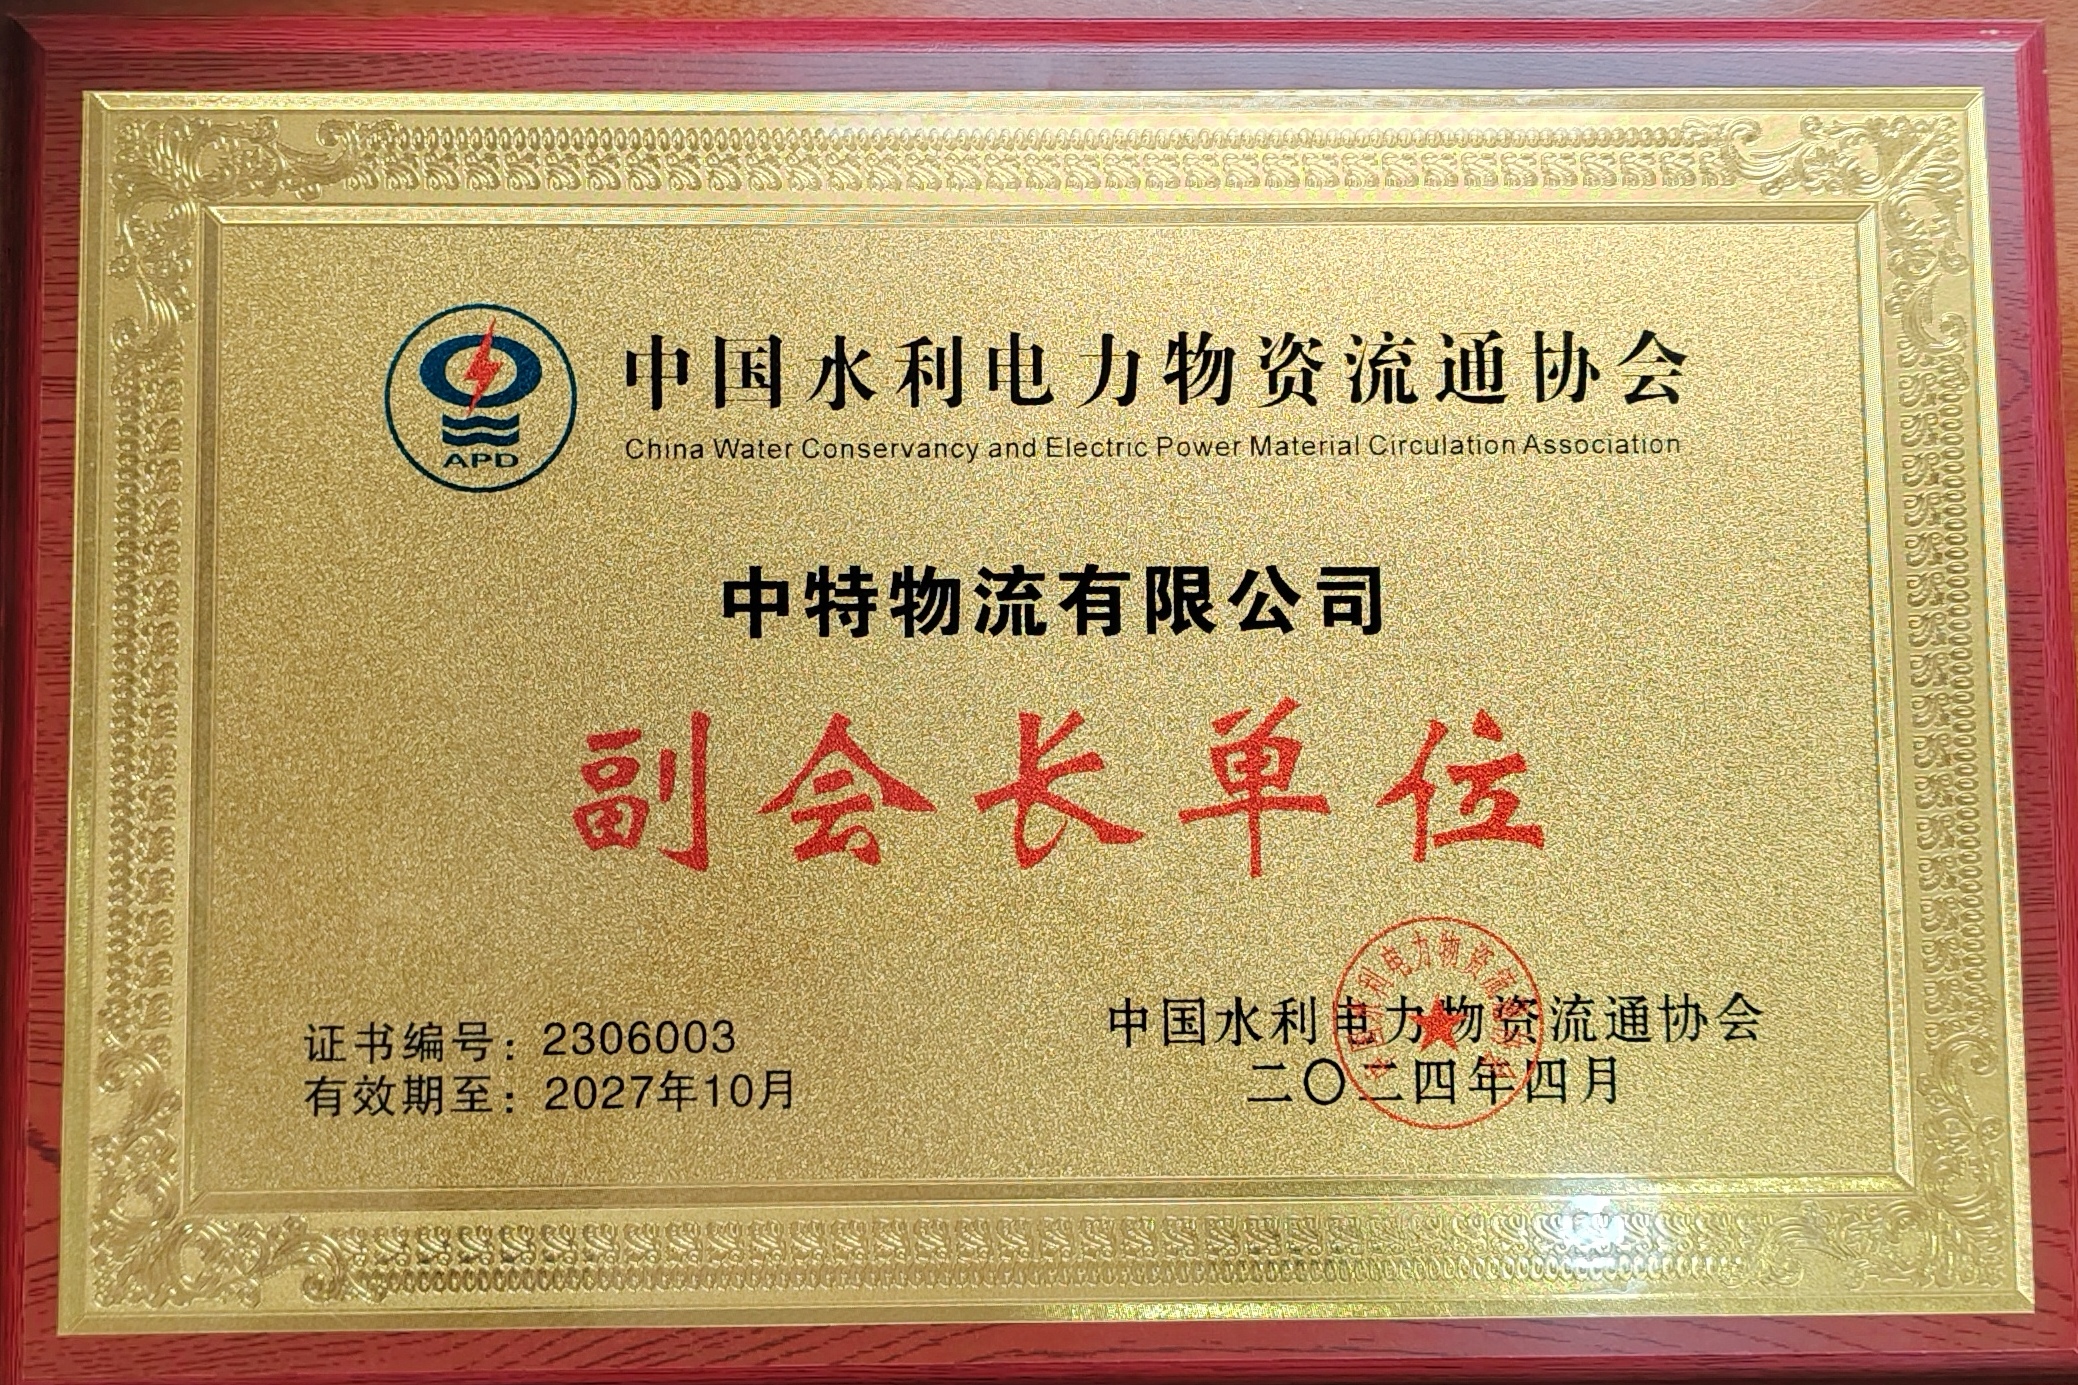 APD
中国水利电力物资流通协会
China Water Conservancy and Electric Power Material Circulation Association
中特物流有限公司
副会长单位
证书编号：2306003
有效期至：2027年10月
中国水利电力物资流通协会
二〇二四年四月